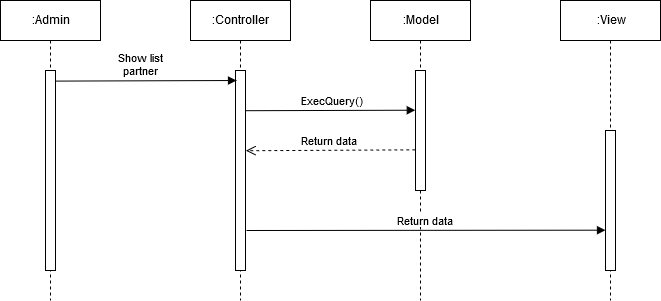 :Admin
:Controller
:Model
:View
Show list
partner
ExecQuery()
Return data
Return data